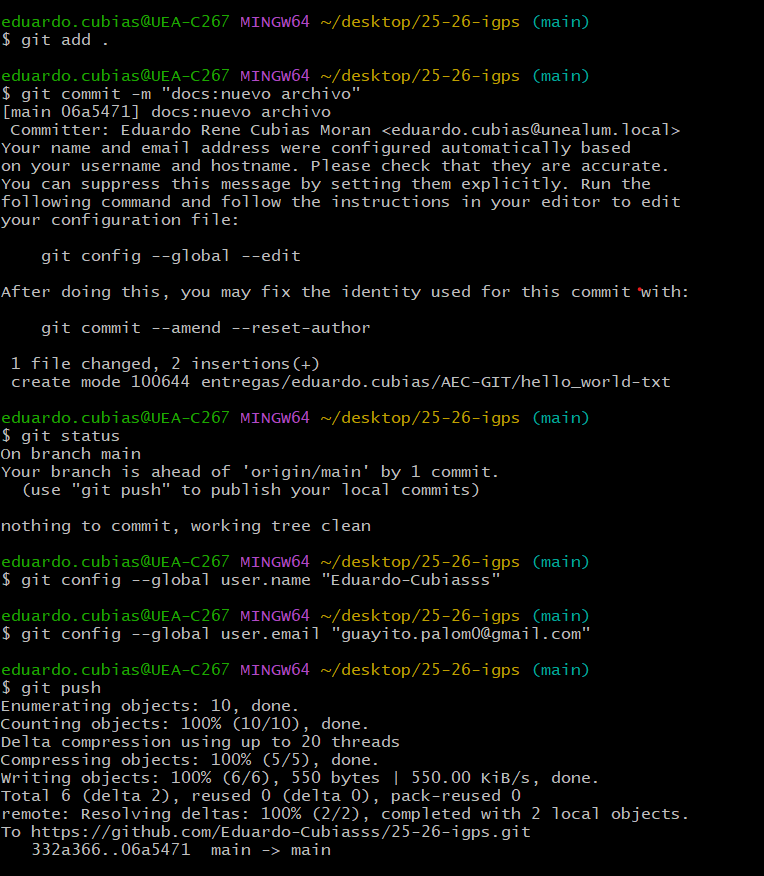 eduardo.cubias@UEA-C267 MINGW64 ~/desktop/25-26-igps (main)
$ git add .
eduardo.cubias@UEA-C267 MINGW64 ~/desktop/25-26-igps (main)
$ git commit -m "docs:nuevo archivo"
[main 06a5471] docs:nuevo archivo
 Committer: Eduardo Rene Cubias Moran <eduardo.cubias@unealum.local>
Your name and email address were configured automatically based
on your username and hostname. Please check that they are accurate.
You can suppress this message by setting them explicitly. Run the
following command and follow the instructions in your editor to edit
your configuration file:
    git config --global --edit
After doing this, you may fix the identity used for this commit with:
    git commit --amend --reset-author
 1 file changed, 2 insertions(+)
 create mode 100644 entregas/eduardo.cubias/AEC-GIT/hello_world-txt
eduardo.cubias@UEA-C267 MINGW64 ~/desktop/25-26-igps (main)
$ git status
On branch main
Your branch is ahead of 'origin/main' by 1 commit.
  (use "git push" to publish your local commits)
nothing to commit, working tree clean
eduardo.cubias@UEA-C267 MINGW64 ~/desktop/25-26-igps (main)
$ git config --global user.name "Eduardo-Cubiasss"
eduardo.cubias@UEA-C267 MINGW64 ~/desktop/25-26-igps (main)
$ git config --global user.email "guayito.palom0@gmail.com"
eduardo.cubias@UEA-C267 MINGW64 ~/desktop/25-26-igps (main)
$ git push
Enumerating objects: 10, done.
Counting objects: 100% (10/10), done.
Delta compression using up to 20 threads
Compressing objects: 100% (5/5), done.
Writing objects: 100% (6/6), 550 bytes | 550.00 KiB/s, done.
Total 6 (delta 2), reused 0 (delta 0), pack-reused 0
remote: Resolving deltas: 100% (2/2), completed with 2 local objects.
To https://github.com/Eduardo-Cubiasss/25-26-igps.git
   332a366..06a5471  main -> main